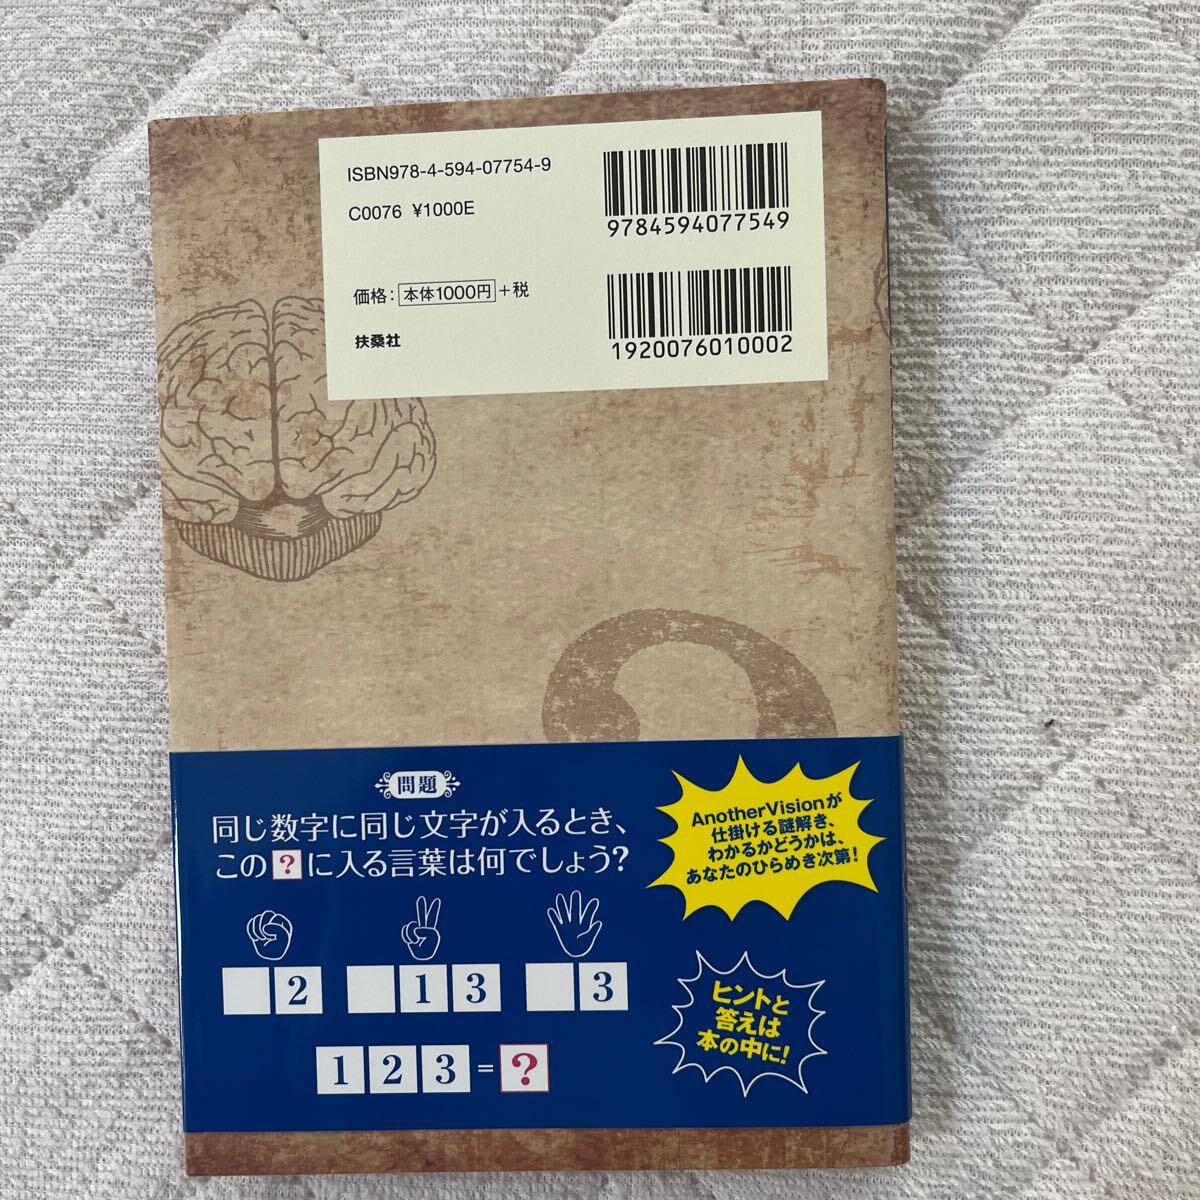 ISBN978-4-594-07754-9
C0076 ¥1000E
9784594077549
価格：本体1000円＋税
扶桑社
1920076010002
問題
同じ数字に同じ文字が入るとき、
この？に入る言葉は何でしょう？
AnotherVisionが
仕掛ける謎解き、
わかるかどうかは、
あなたのひらめき次第！
2
1 3
3
1 2 3 = ?
ヒントと
答えは
本の中に！